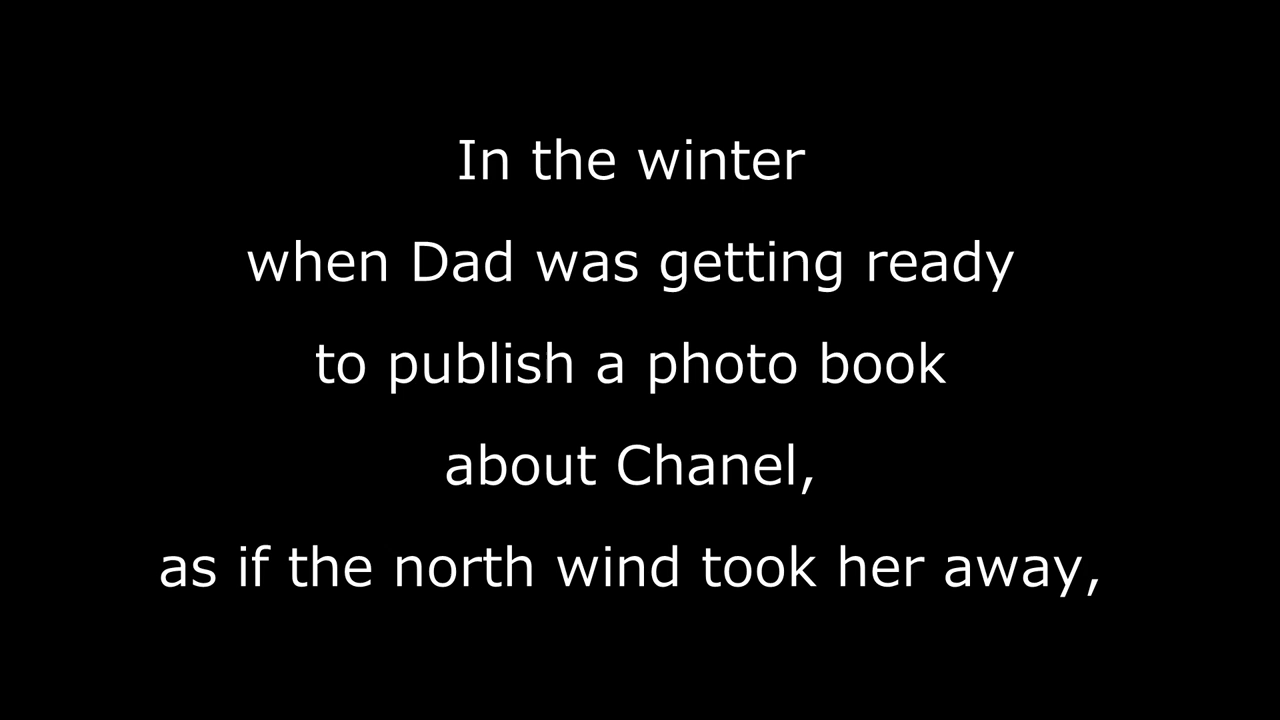 In the winter
when Dad was getting ready
to publish a photo book
about Chanel,
as if the north wind took her away,